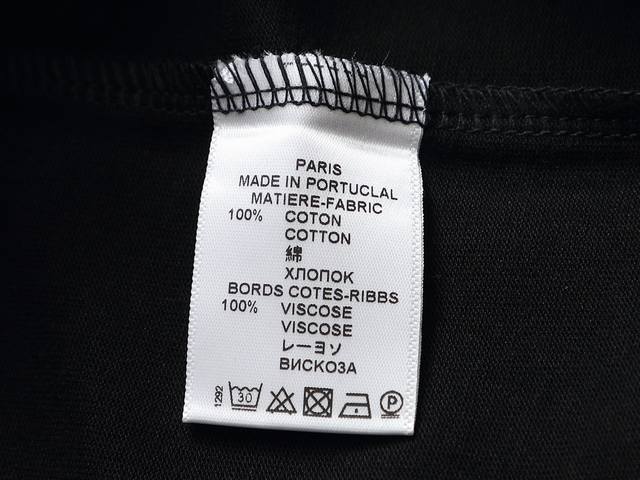 PARIS
MADE IN PORTUCLAL
MATIERE-FABRIC
100% COTON
COTTON
綿
ХЛОПОК
BORDS COTES-RIBBS
100% VISCOSE
VISCOSE
レーヨソ
ВИСКОЗА
1292
30
P